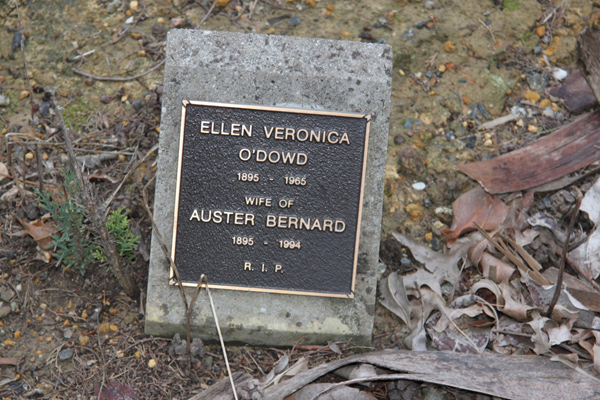 ELLEN VERONICA
O'DOWD
1895 - 1965
WIFE OF
AUSTER BERNARD
1895 - 1994
R. I. P.